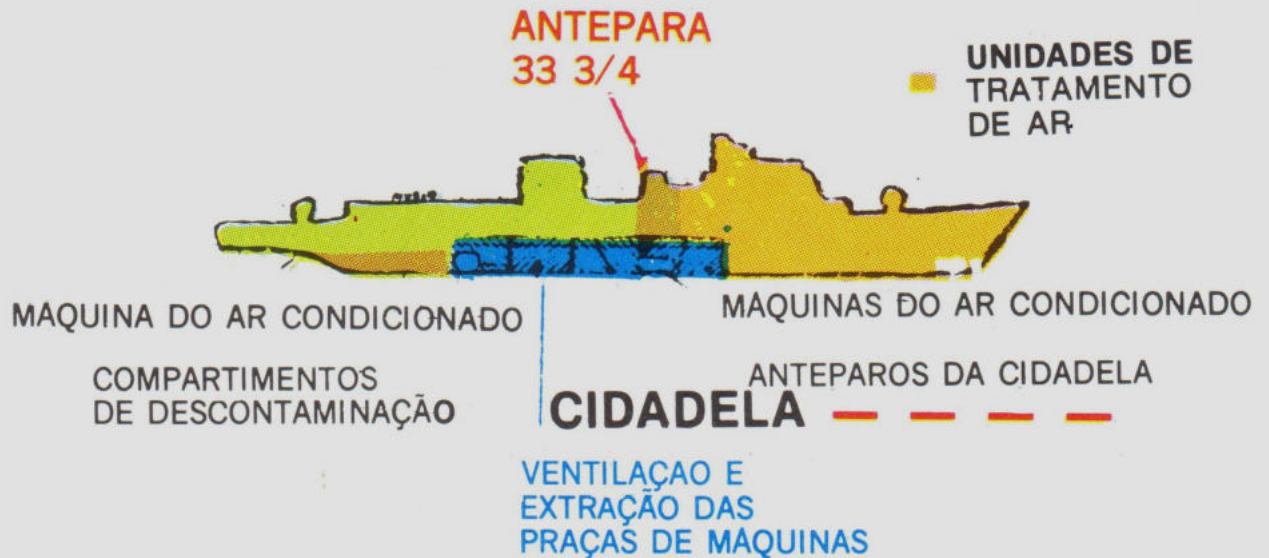 ANTEPARA
33 3/4
UNIDADES DE
TRATAMENTO
DE AR
MAQUINA DO AR CONDICIONADO
MAQUINAS DO AR CONDICIONADO
COMPARTIMENTOS
DE DESCONTAMINAÇÃO
ANTEPAROS DA CIDADELA
CIDADELA
VENTILAÇAO E
EXTRAÇÃO DAS
PRAÇAS DE MAQUINAS